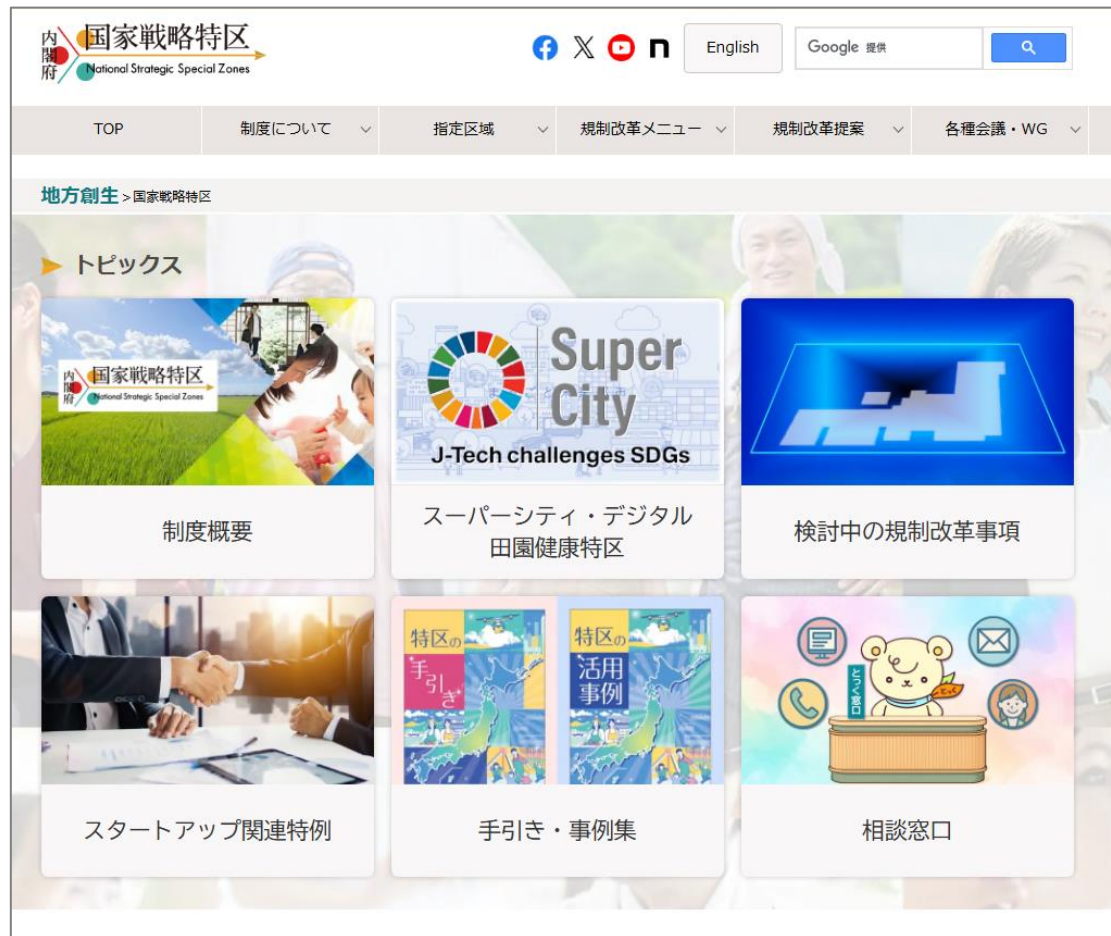 内閣府 国家戦略特区
National Strategic Special Zones
English
Google 提供
TOP
制度について
指定区域
規制改革メニュー
規制改革提案
各種会議・WG
地方創生 > 国家戦略特区
トピックス
内閣府 国家戦略特区
National Strategic Special Zones
制度概要
Super
City
J-Tech challenges SDGs
スーパーシティ・デジタル
田園健康特区
検討中の規制改革事項
スタートアップ関連特例
特区の
手引き
特区の
活用
事例
手引き・事例集
とっく窓口
とっく
相談窓口